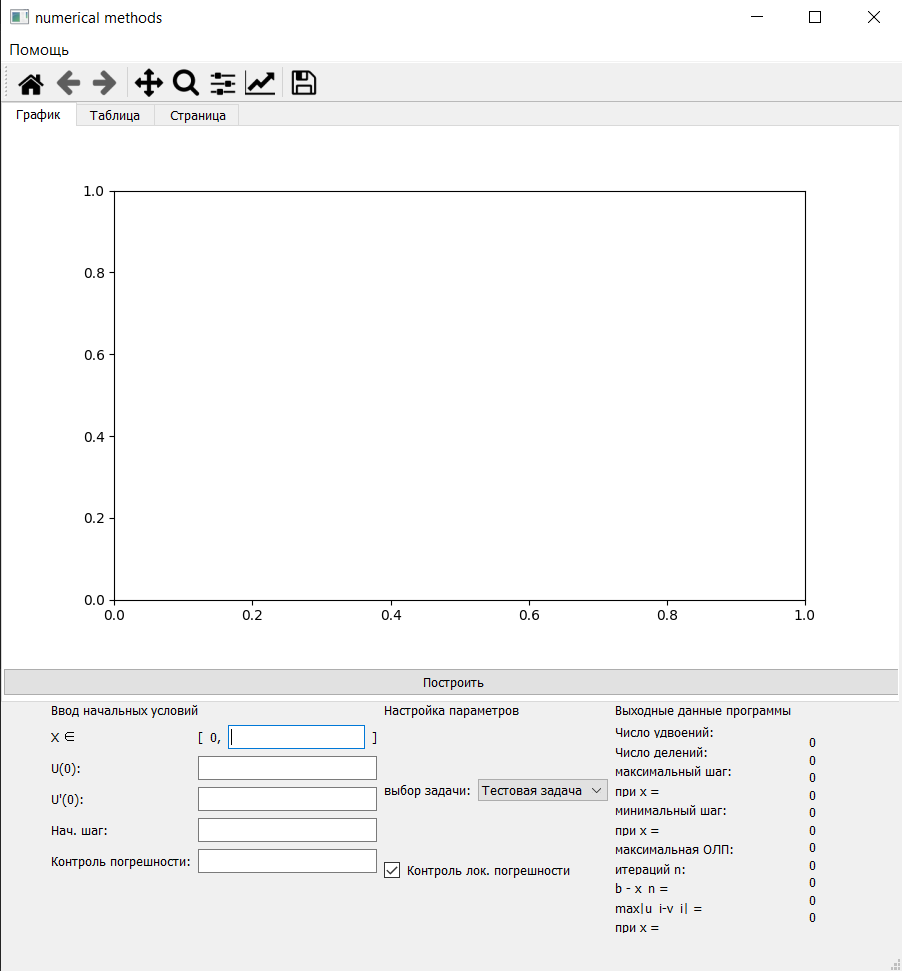 numerical methods
Помощь
График Таблица Страница
1.0
0.8
0.6
0.4
0.2
0.0
0.0 0.2 0.4 0.6 0.8 1.0
Построить
Ввод начальных условий
X ∈ [ 0, ]
U(0):
U'(0):
Нач. шаг:
Контроль погрешности:
Настройка параметров
выбор задачи: Тестовая задача
Контроль лок. погрешности
Выходные данные программы
Число удвоений: 0
Число делений: 0
максимальный шаг: 0
при x = 0
минимальный шаг: 0
при x = 0
максимальная ОЛП: 0
итераций n: 0
b - x_n = 0
max|u_i-v_i| = 0
при x = 0